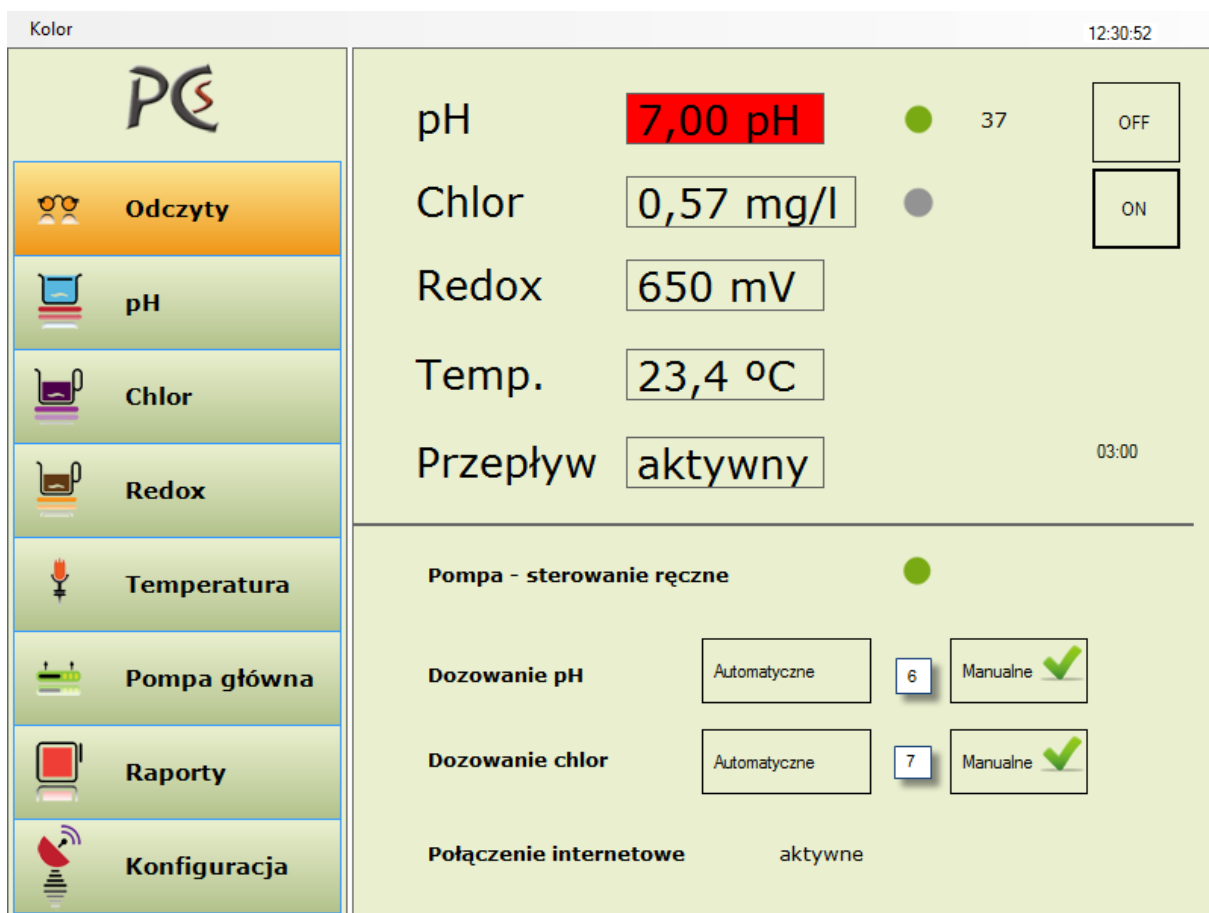 Kolor
12:30:52
PCs
Odczyty
pH
Chlor
Redox
Temperatura
Pompa główna
Raporty
Konfiguracja
pH 7,00 pH 37 OFF
Chlor 0,57 mg/l ON
Redox 650 mV
Temp. 23,4 ºC
Przepływ aktywny 03:00
Pompa - sterowanie ręczne
Dozowanie pH Automatyczne 6 Manualne
Dozowanie chlor Automatyczne 7 Manualne
Połączenie internetowe aktywne